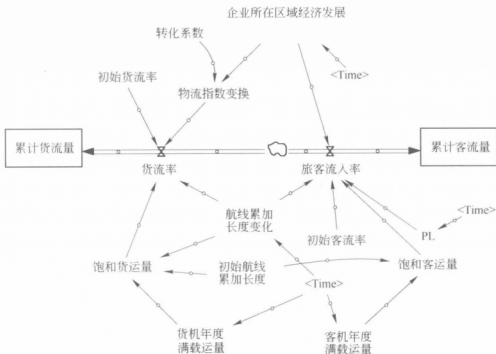 企业所在区域经济发展
转化系数
<Time>
初始货流率
物流指数变换
累计货流量
累计客流量
货流率
旅客流入率
航线累加
长度变化
<Time>
初始客流率
PL
饱和货运量
初始航线
累加长度
饱和客运量
<Time>
货机年度
满载运量
客机年度
满载运量